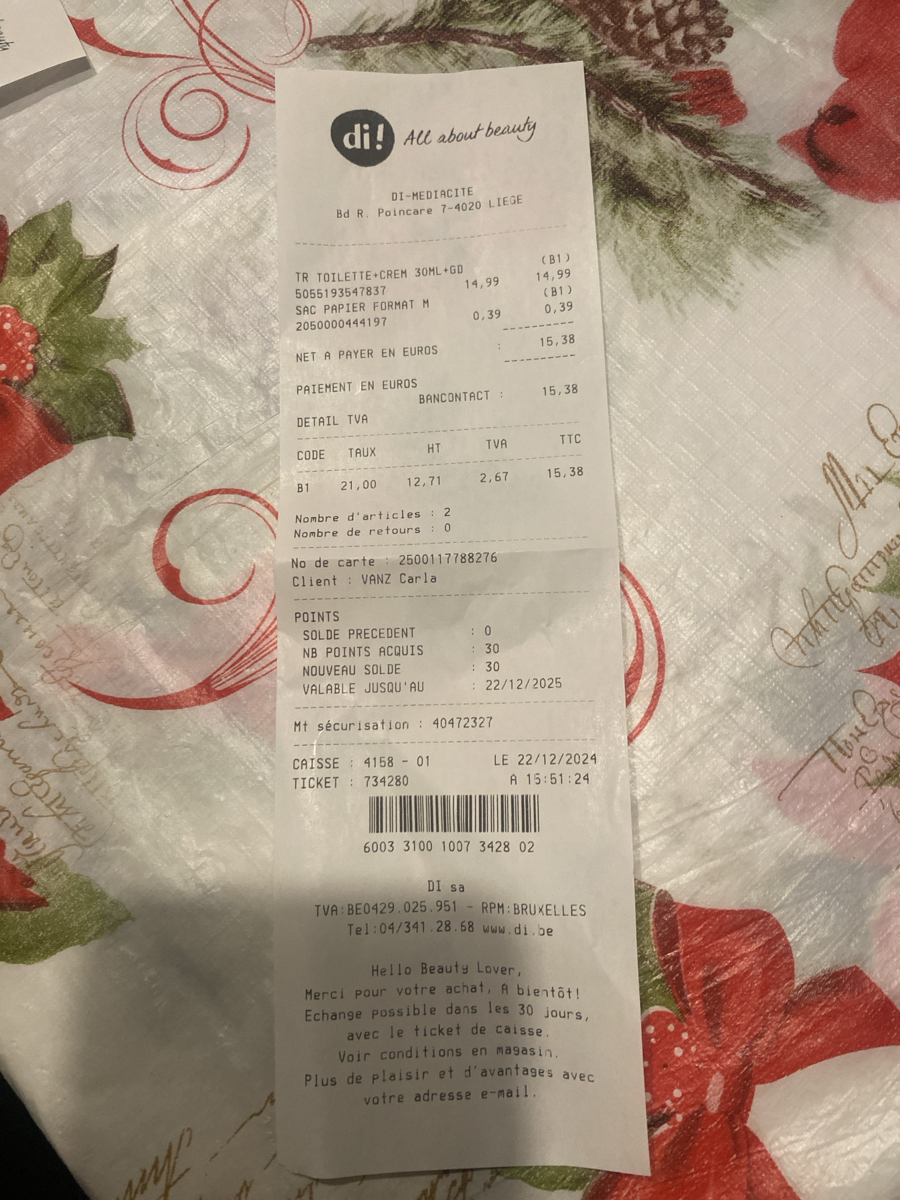 di! All about beauty
DI-MEDIACITE
Bd R. Poincare 7-4020 LIEGE
(B1)
TR TOILETTE+CREM 30ML+GD
5055193547837 14,99 14,99
(B1)
SAC PAPIER FORMAT M
2050000444197 0,39 0,39
NET A PAYER EN EUROS : 15,38
PAIEMENT EN EUROS
BANCONTACT : 15,38
DETAIL TVA
CODE TAUX HT TVA TTC
B1 21,00 12,71 2,67 15,38
Nombre d'articles : 2
Nombre de retours : 0
No de carte : 2500117788276
Client : VANZ Carla
POINTS
SOLDE PRECEDENT : 0
NB POINTS ACQUIS : 30
NOUVEAU SOLDE : 30
VALABLE JUSQU'AU : 22/12/2025
Mt sécurisation : 40472327
CAISSE : 4158 - 01 LE 22/12/2024
TICKET : 734280 A 15:51:24
6003 3100 1007 3428 02
DI sa
TVA:BE0429.025.951 - RPM:BRUXELLES
Tel:04/341.28.68 www.di.be
Hello Beauty Lover,
Merci pour votre achat, A bientôt!
Echange possible dans les 30 jours,
avec le ticket de caisse.
Voir conditions en magasin.
Plus de plaisir et d'avantages avec
votre adresse e-mail.